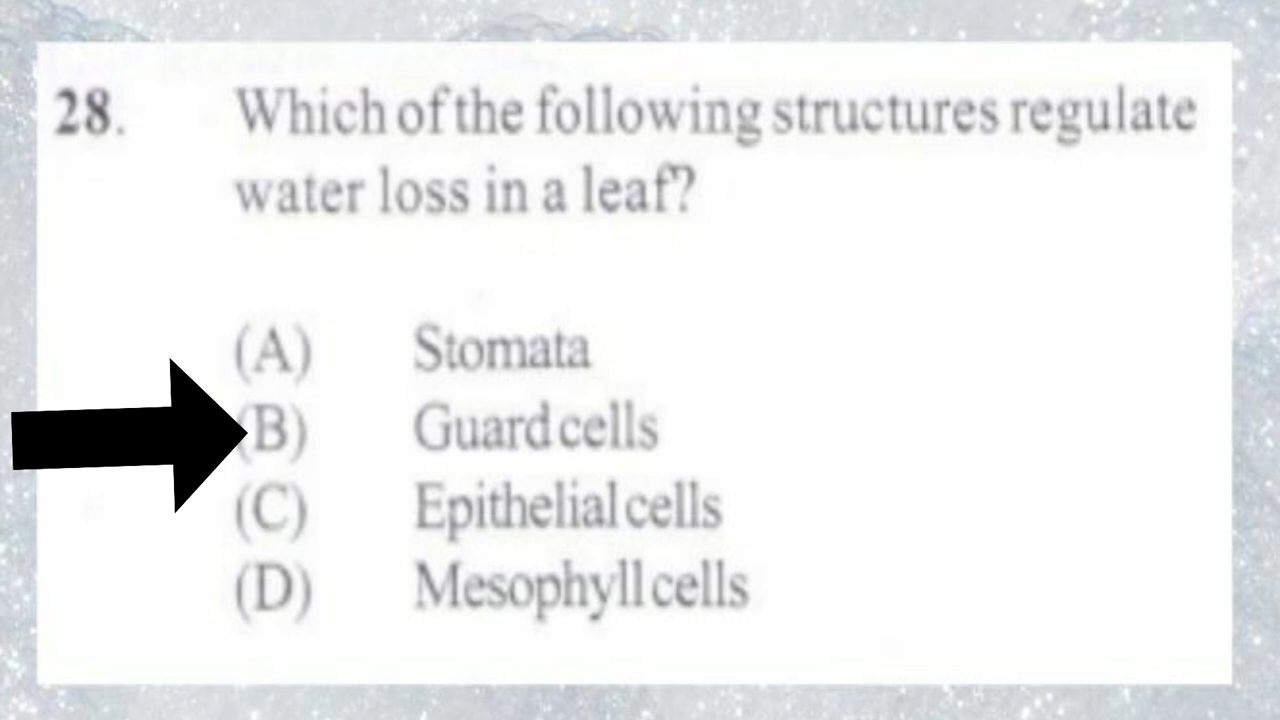 28. Which of the following structures regulate
water loss in a leaf?
(A) Stomata
(B) Guard cells
(C) Epithelial cells
(D) Mesophyll cells